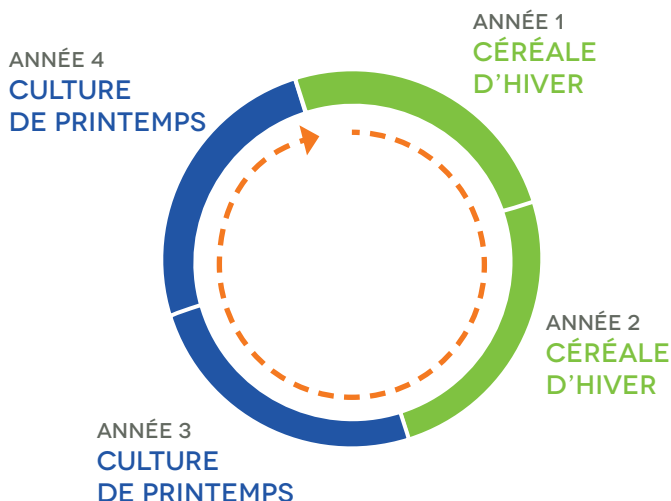 ANNÉE 1
CÉRÉALE
D'HIVER
ANNÉE 2
CÉRÉALE
D'HIVER
ANNÉE 3
CULTURE
DE PRINTEMPS
ANNÉE 4
CULTURE
DE PRINTEMPS